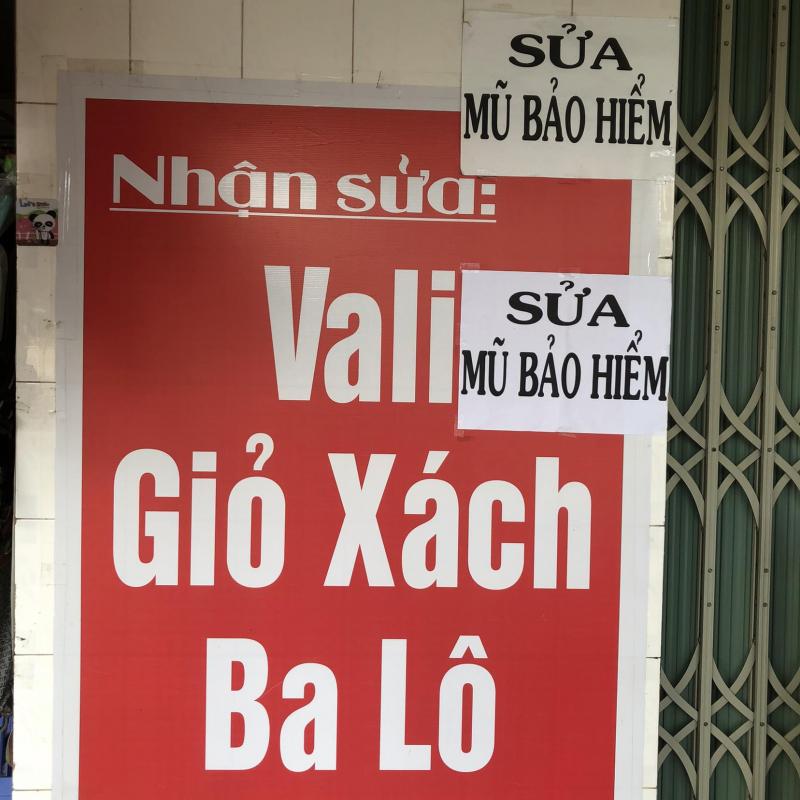 SỬA
MŨ BẢO HIỂM
Nhận sửa:
Vali
SỬA
MŨ BẢO HIỂM
Giỏ Xách
Ba Lô